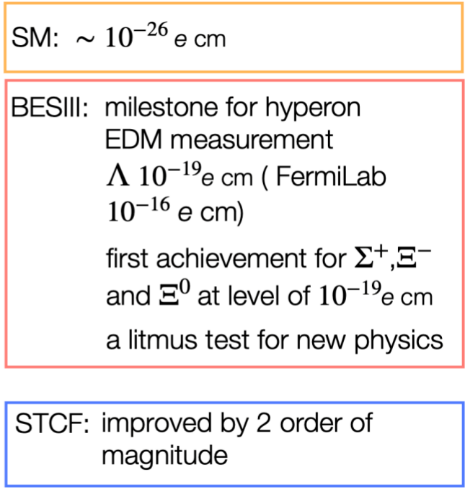 SM: ~ 10⁻²⁶ e cm
BESIII: milestone for hyperon
EDM measurement
Λ 10⁻¹⁹e cm ( FermiLab
10⁻¹⁶ e cm)
first achievement for Σ⁺,Ξ⁻
and Ξ⁰ at level of 10⁻¹⁹e cm
a litmus test for new physics
STCF: improved by 2 order of
magnitude